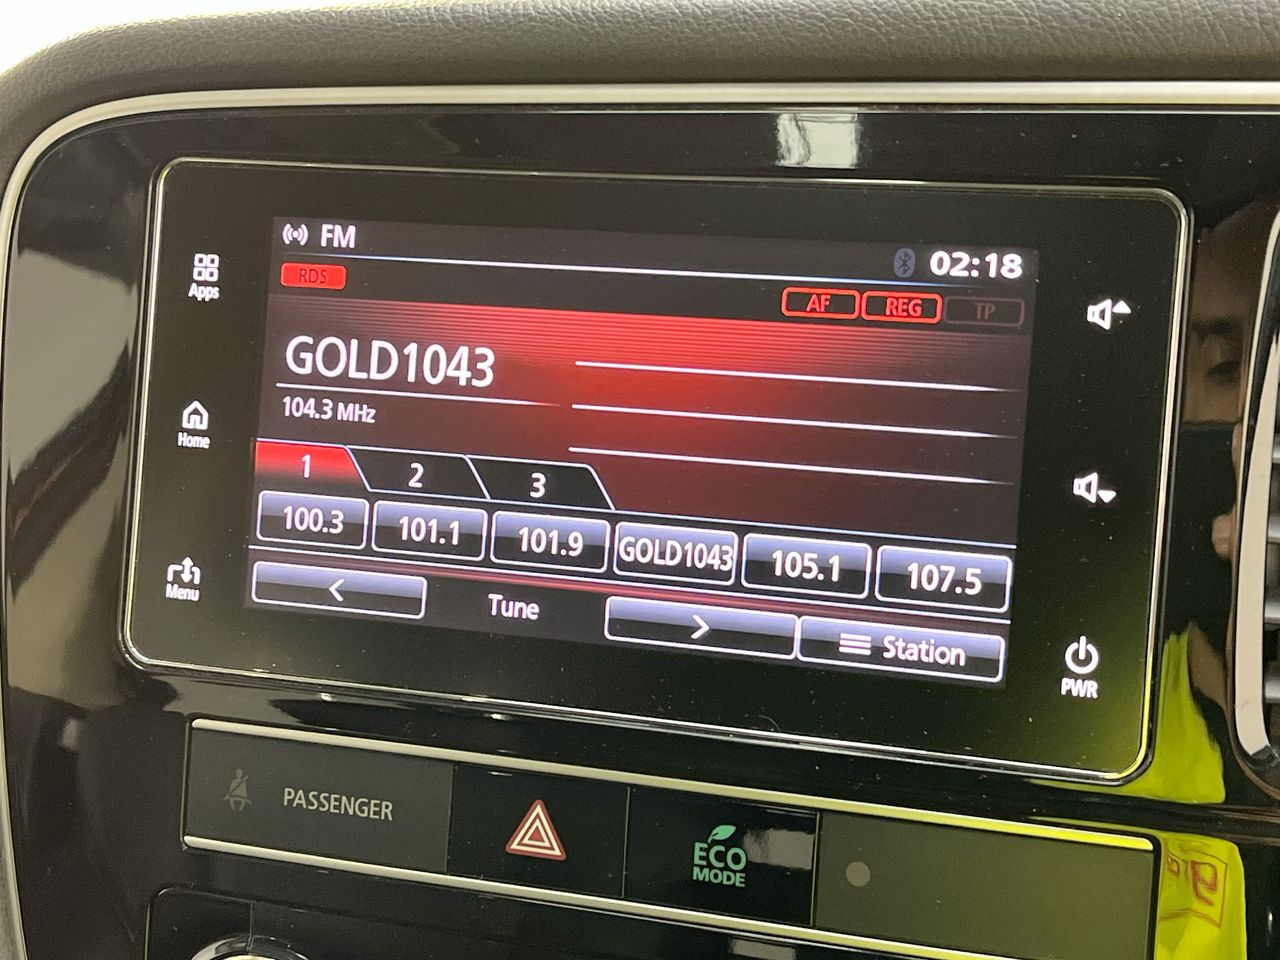 FM
02:18
RDS
AF REG TP
Apps
GOLD1043
104.3 MHz
Home
1 2 3
100.3 101.1 101.9 GOLD1043 105.1 107.5
< Tune > Station
Menu
PWR
PASSENGER
ECO
MODE